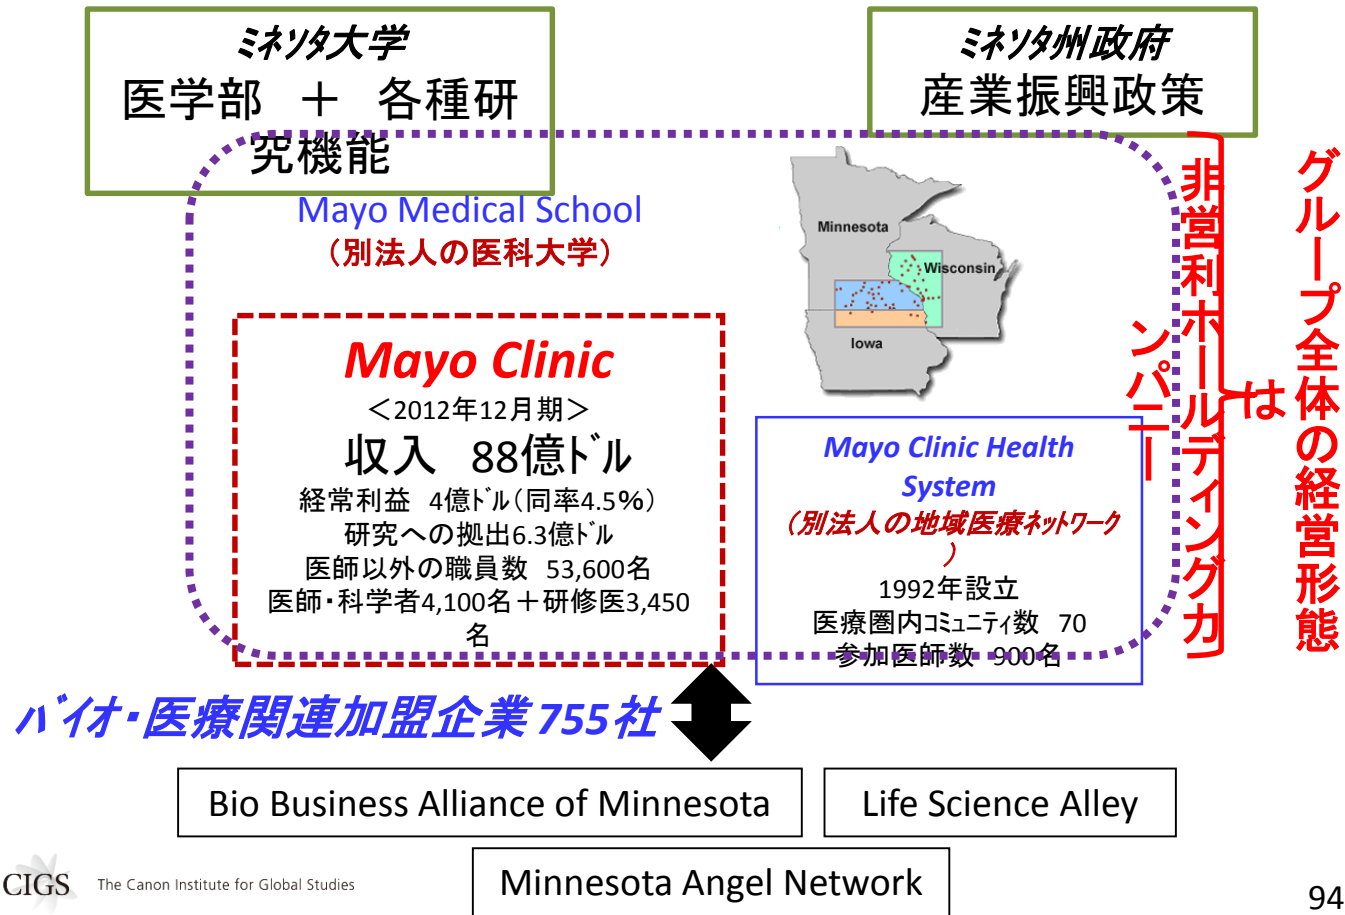 ﾐﾈｿﾀ大学
医学部　＋　各種研
究機能
ﾐﾈｿﾀ州政府
産業振興政策
Mayo Medical School
（別法人の医科大学）
Minnesota
Wisconsin
Iowa
Mayo Clinic
＜2012年12月期＞
収入　88億ﾄﾞﾙ
経常利益　4億ﾄﾞﾙ（同率4.5％）
研究への拠出6.3億ﾄﾞﾙ
医師以外の職員数　53,600名
医師・科学者4,100名＋研修医3,450
名
Mayo Clinic Health
System
（別法人の地域医療ﾈｯﾄﾜｰｸ
）
1992年設立
医療圏内ｺﾐｭﾆﾃｨ数　70
参加医師数　900名
グループ全体の経営形態
は
非営利ホールディングカ
ンパニー
ﾊﾞｲｵ・医療関連加盟企業755社
Bio Business Alliance of Minnesota
Life Science Alley
Minnesota Angel Network
CIGS The Canon Institute for Global Studies
94